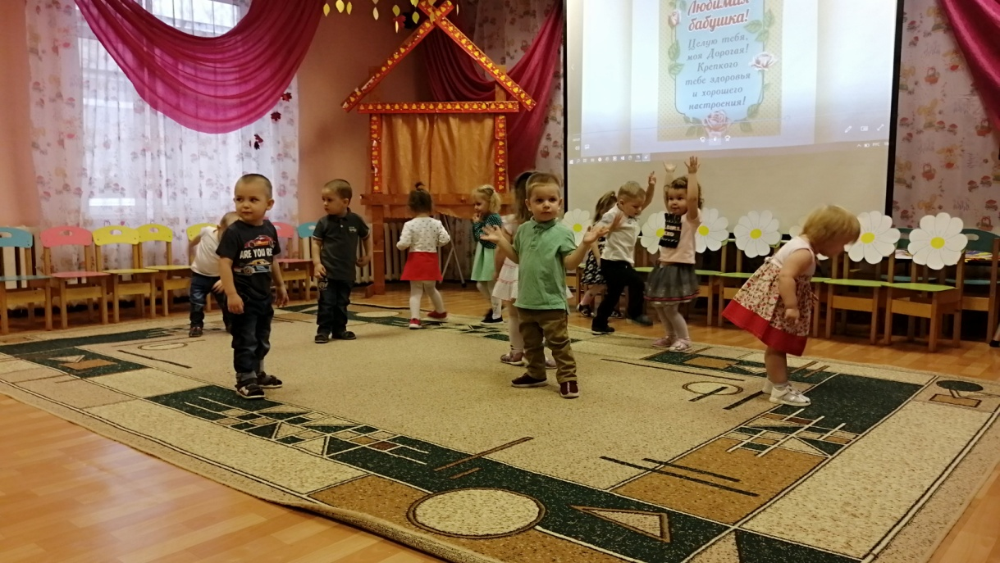 Любимая
бабушка!
Целую тебя,
моя Дорогая!
Крепкого
тебе здоровья
и хорошего
настроения!
ARE YOU RE